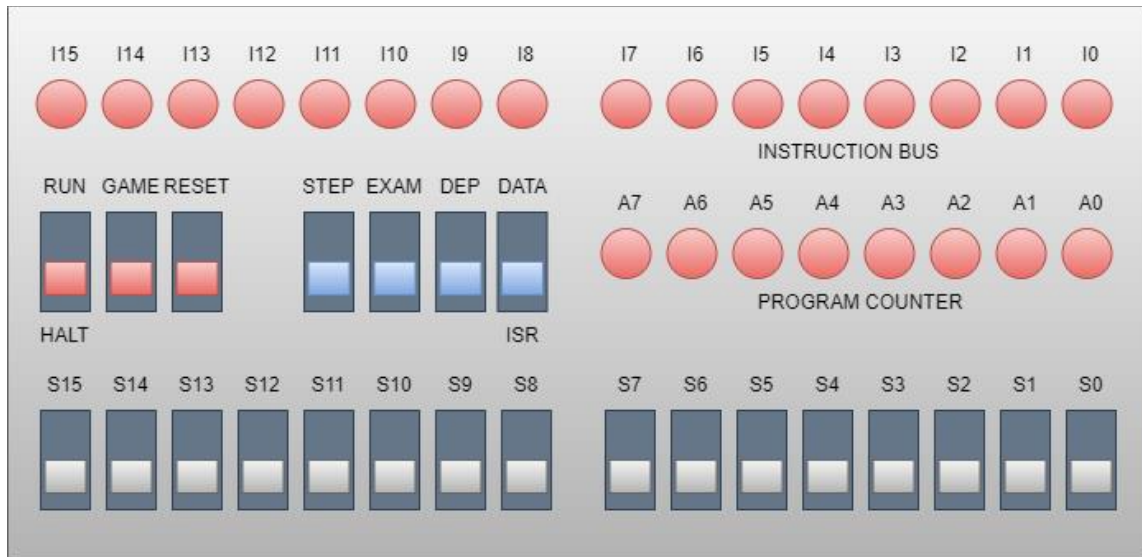 I15 I14 I13 I12 I11 I10 I9 I8 I7 I6 I5 I4 I3 I2 I1 I0
INSTRUCTION BUS
RUN GAME RESET STEP EXAM DEP DATA
A7 A6 A5 A4 A3 A2 A1 A0
PROGRAM COUNTER
HALT ISR
S15 S14 S13 S12 S11 S10 S9 S8 S7 S6 S5 S4 S3 S2 S1 S0